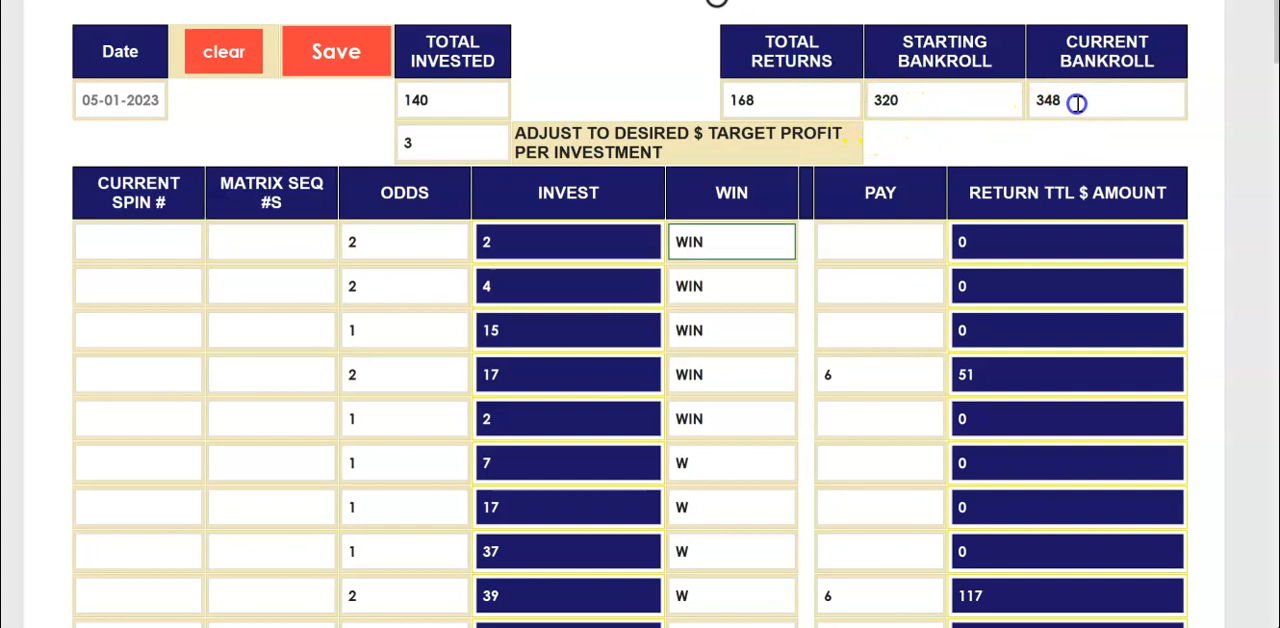 Date clear Save TOTAL INVESTED TOTAL RETURNS STARTING BANKROLL CURRENT BANKROLL
05-01-2023 140 168 320 348
3 ADJUST TO DESIRED $ TARGET PROFIT
PER INVESTMENT
CURRENT SPIN # MATRIX SEQ #S ODDS INVEST WIN PAY RETURN TTL $ AMOUNT
2 2 WIN 0
2 4 WIN 0
1 15 WIN 0
2 17 WIN 6 51
1 2 WIN 0
1 7 W 0
1 17 W 0
1 37 W 0
2 39 W 6 117